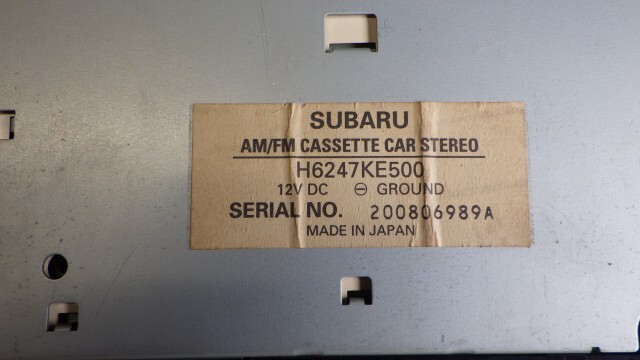 SUBARU
AM/FM CASSETTE CAR STEREO
H6247KE500
12V DC ⊖ GROUND
SERIAL NO. 200806989A
MADE IN JAPAN